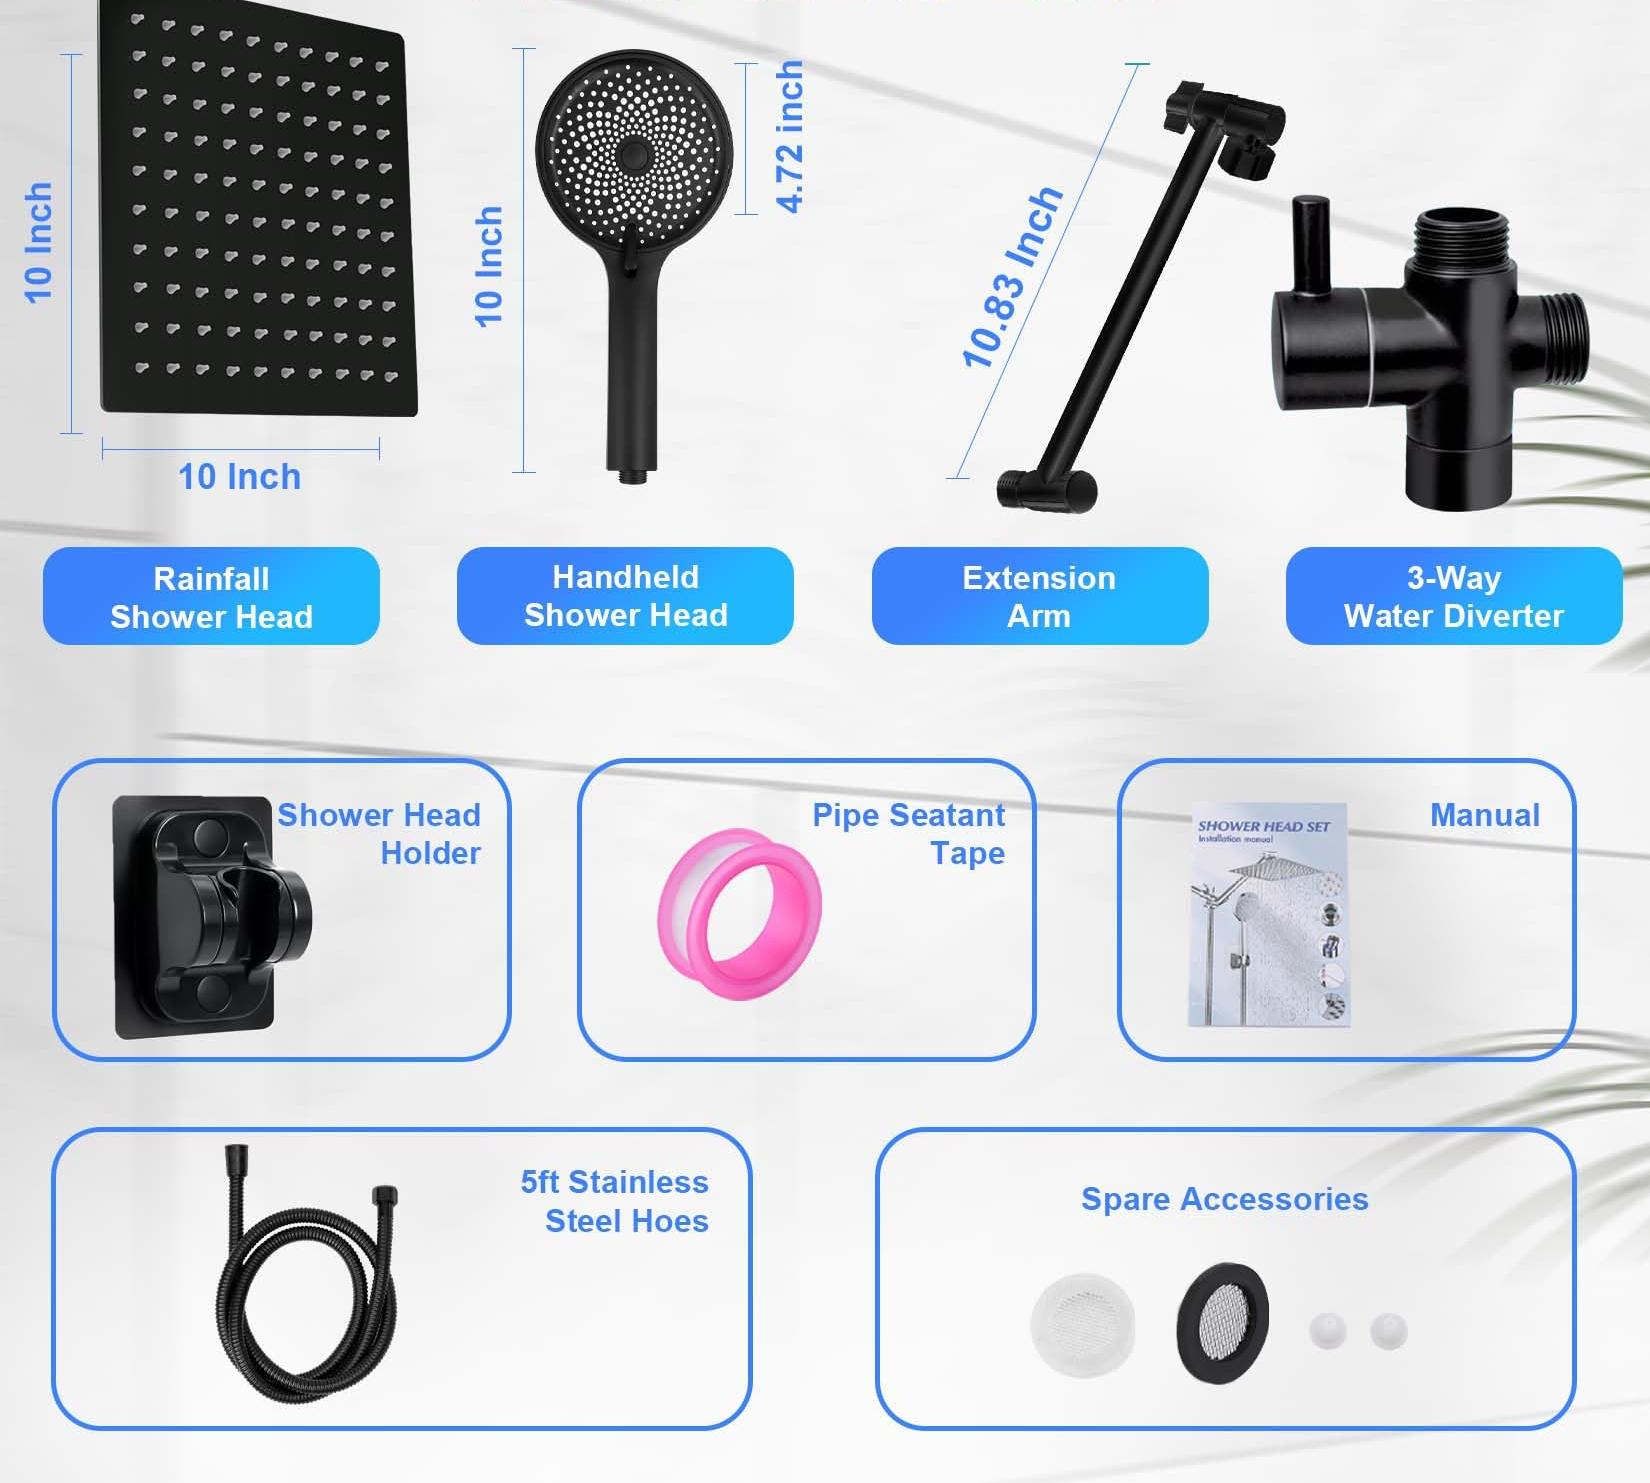 10 Inch
10 Inch
10 Inch
4.72 inch
10.83 Inch
Rainfall
Shower Head
Handheld
Shower Head
Extension
Arm
3-Way
Water Diverter
Shower Head
Holder
Pipe Seatant
Tape
Manual
SHOWER HEAD SET
Installation manual
5ft Stainless
Steel Hoes
Spare Accessories